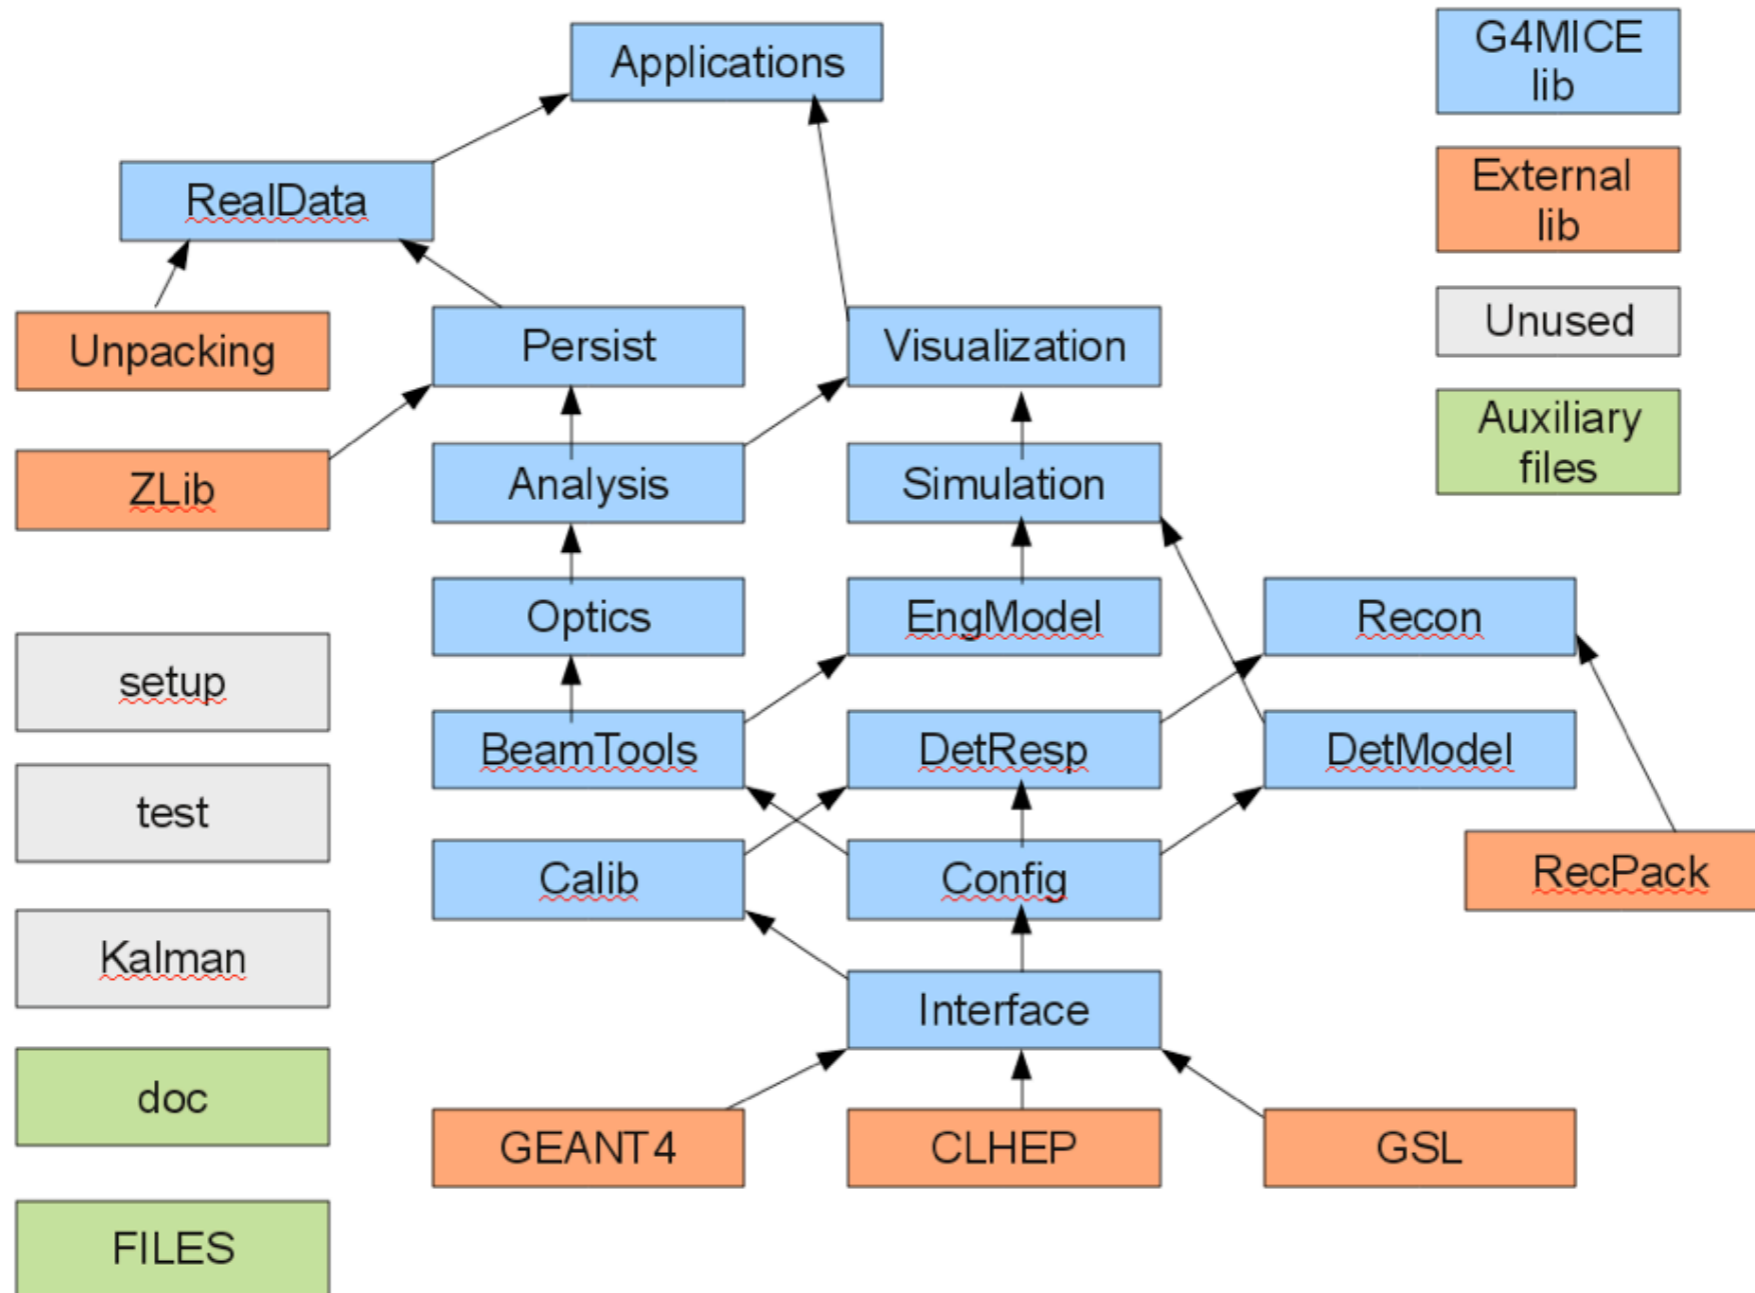 Applications
G4MICE
lib
RealData
External
lib
Unpacking
Persist
Visualization
Unused
ZLib
Analysis
Simulation
Auxiliary
files
Optics
EngModel
Recon
setup
BeamTools
DetResp
DetModel
test
Calib
Config
RecPack
Kalman
Interface
doc
GEANT4
CLHEP
GSL
FILES